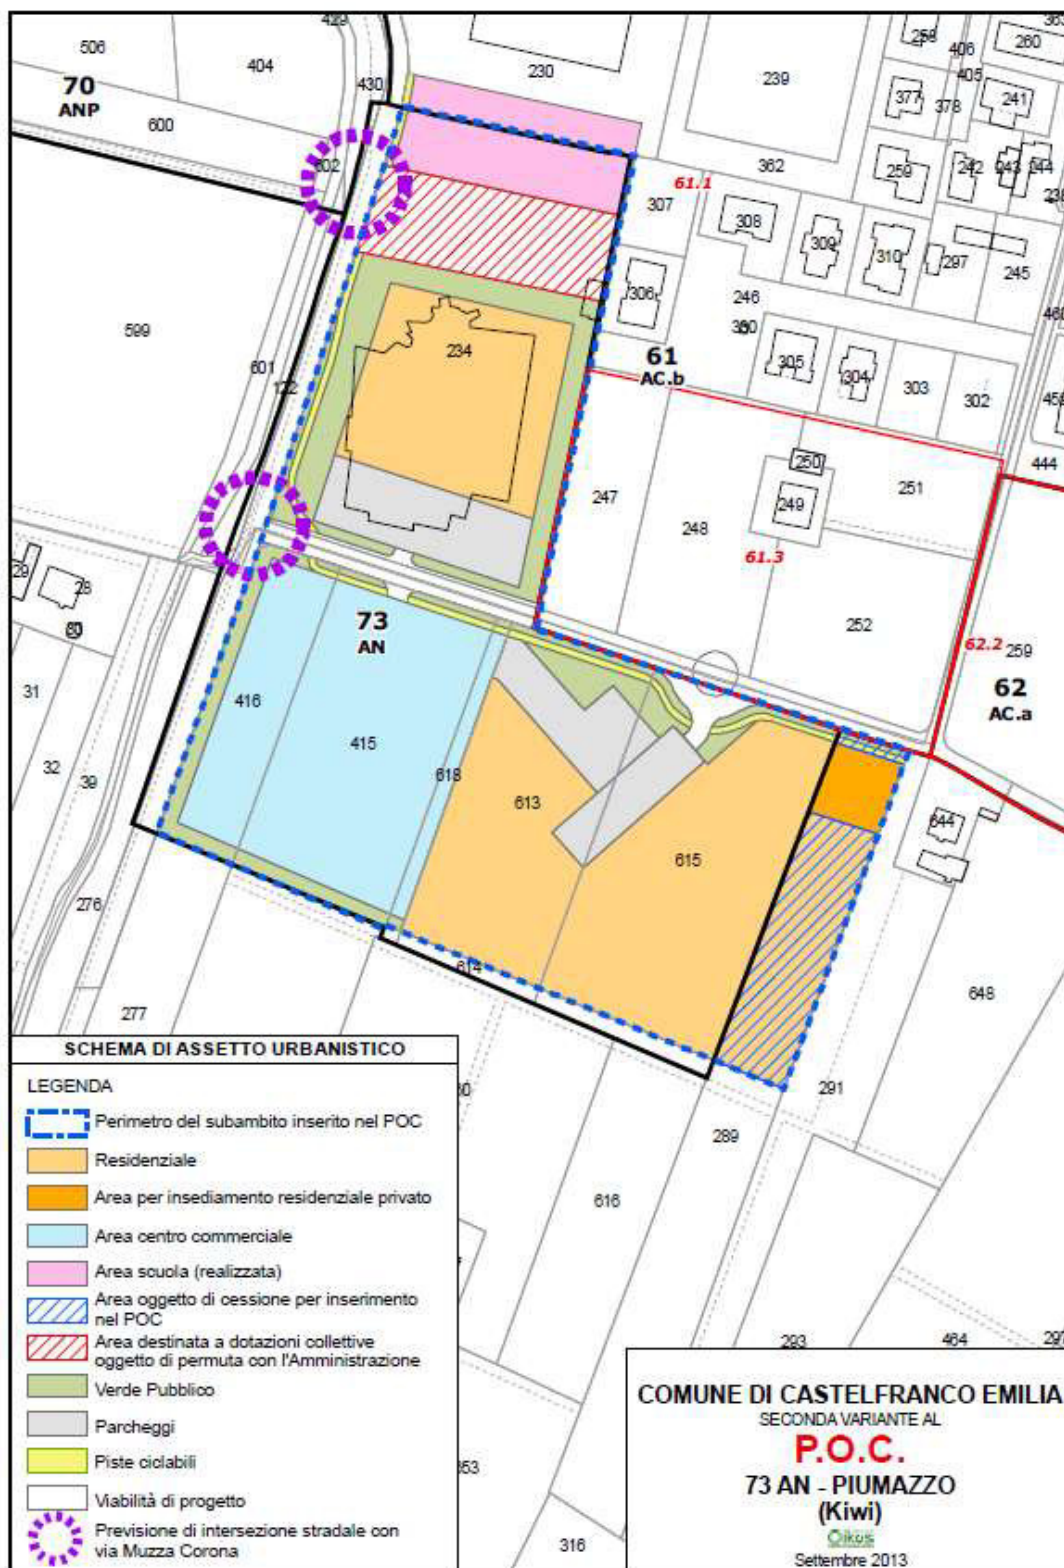 429
506
404
430
70
ANP
600
602
230
239
258
406
260
405
377
378
241
362
259
242
243
244
61.1
307
308
309
310
297
245
306
246
599
601
122
234
61
AC.b
305
304
303
302
444
247
248
250
249
251
61.3
252
62.2
259
62
AC.a
29
28
31
32
39
73
AN
416
415
618
613
615
644
614
276
277
648
291
289
616
293
464
316
SCHEMA DI ASSETTO URBANISTICO
LEGENDA
Perimetro del subambito inserito nel POC
Residenziale
Area per insediamento residenziale privato
Area centro commerciale
Area scuola (realizzata)
Area oggetto di cessione per inserimento
nel POC
Area destinata a dotazioni collettive
oggetto di permuta con l'Amministrazione
Verde Pubblico
Parcheggi
Piste ciclabili
Viabilità di progetto
Previsione di intersezione stradale con
via Muzza Corona
COMUNE DI CASTELFRANCO EMILIA
SECONDA VARIANTE AL
P.O.C.
73 AN - PIUMAZZO
(Kiwi)
Oikos
Settembre 2013